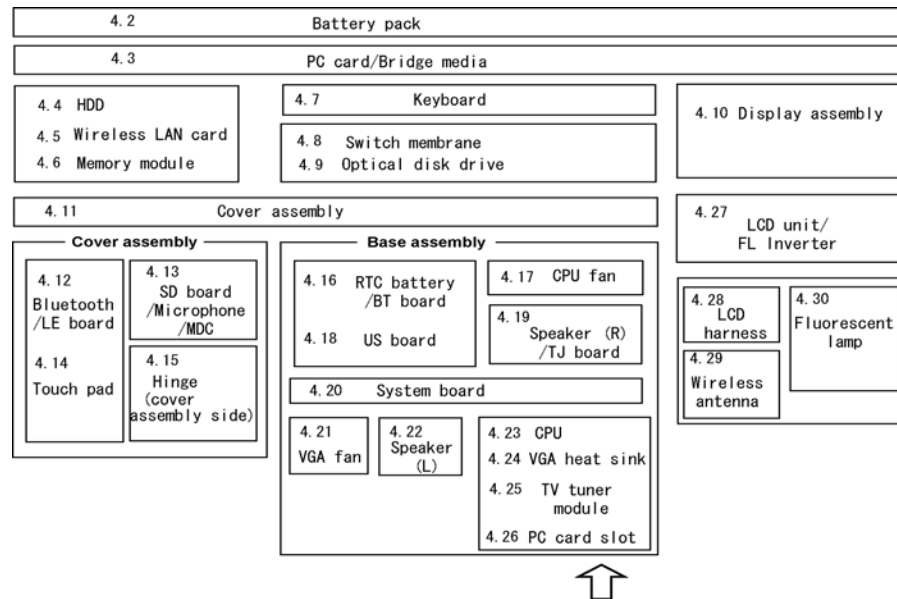 4.2 Battery pack
4.3 PC card/Bridge media
4.4 HDD
4.5 Wireless LAN card
4.6 Memory module
4.7 Keyboard
4.8 Switch membrane
4.9 Optical disk drive
4.10 Display assembly
4.11 Cover assembly
4.27 LCD unit/
FL Inverter
Cover assembly
4.12
Bluetooth
/LE board
4.14
Touch pad
4.13
SD board
/Microphone
/MDC
4.15
Hinge
(cover
assembly side)
Base assembly
4.16 RTC battery
/BT board
4.18 US board
4.17 CPU fan
4.19
Speaker (R)
/TJ board
4.20 System board
4.21
VGA fan
4.22
Speaker
(L)
4.23 CPU
4.24 VGA heat sink
4.25 TV tuner
module
4.26 PC card slot
4.28
LCD
harness
4.29
Wireless
antenna
4.30
Fluorescent
lamp